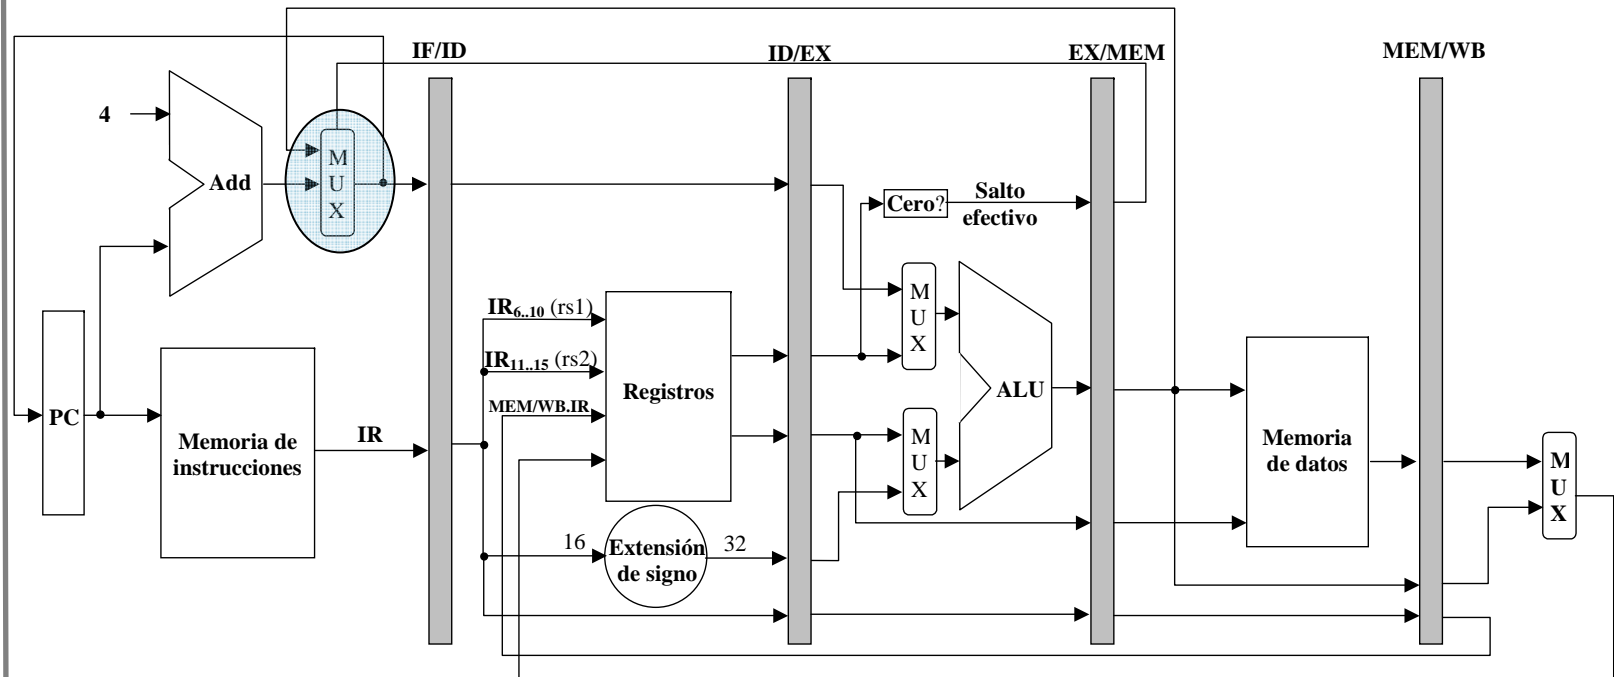 IF/ID
ID/EX
EX/MEM
MEM/WB
4
Add
M
U
X
Cero?
Salto
efectivo
M
U
X
IR6..10 (rs1)
IR11..15 (rs2)
MEM/WB.IR
Registros
ALU
PC
Memoria de
instrucciones
IR
M
U
X
Memoria
de datos
M
U
X
16
Extensión
de signo
32